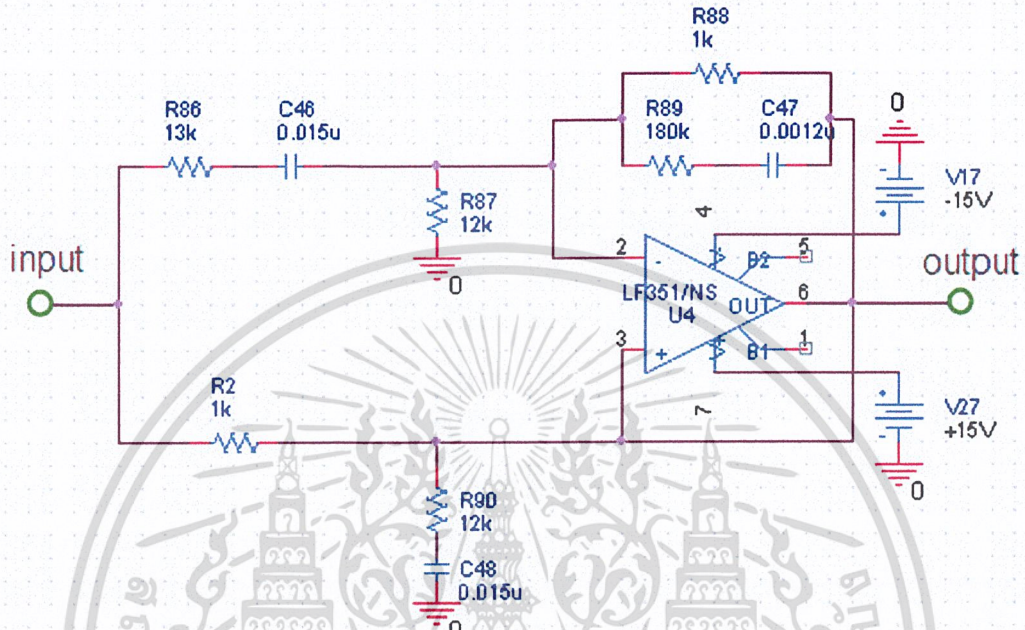 R88
1k
R86
13k
C46
0.015u
R89
180k
C47
0.0012u
0
V17
-15V
R87
12k
0
4
input
2
-
B2
5
LF351/NS
U4
OUT
6
output
3
+
B1
1
7
R2
1k
V27
+15V
0
R90
12k
C48
0.015u
0